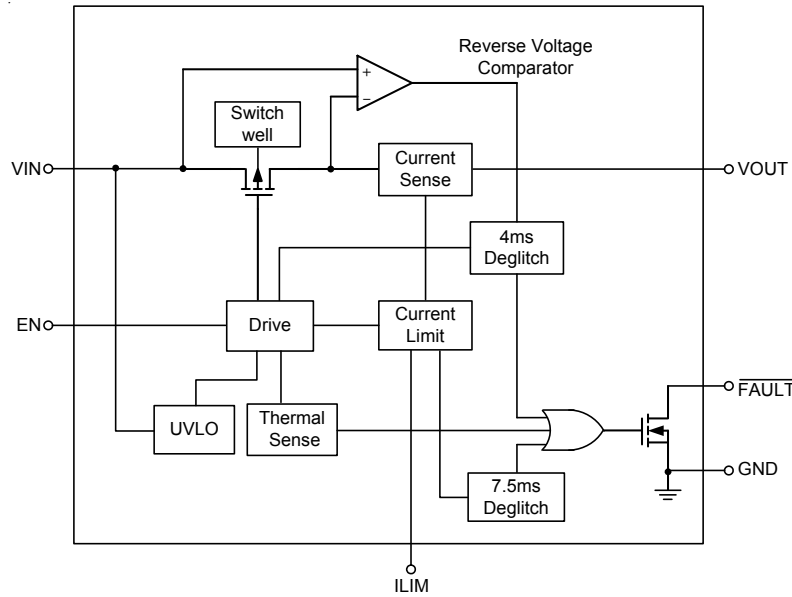 Reverse Voltage
Comparator
+
−
Switch
well
VIN
Current
Sense
VOUT
4ms
Deglitch
EN
Drive
Current
Limit
FAULT
UVLO
Thermal
Sense
GND
7.5ms
Deglitch
ILIM